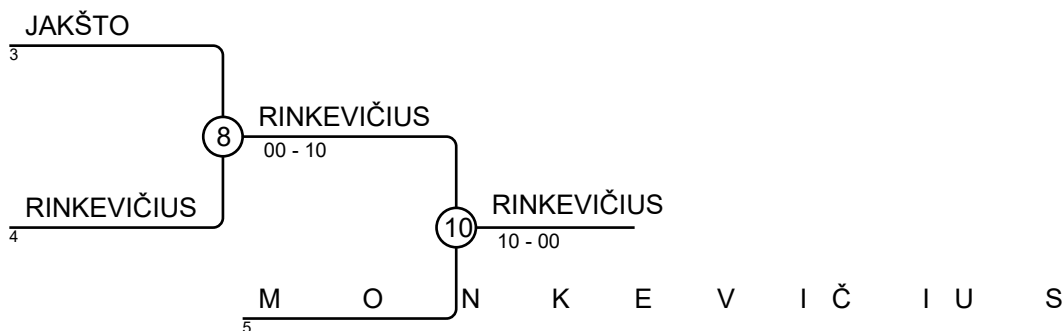 JAKŠTO
3
8
RINKEVIČIUS
00 - 10
RINKEVIČIUS
4
10
RINKEVIČIUS
10 - 00
M O N K E V I Č I U S
5